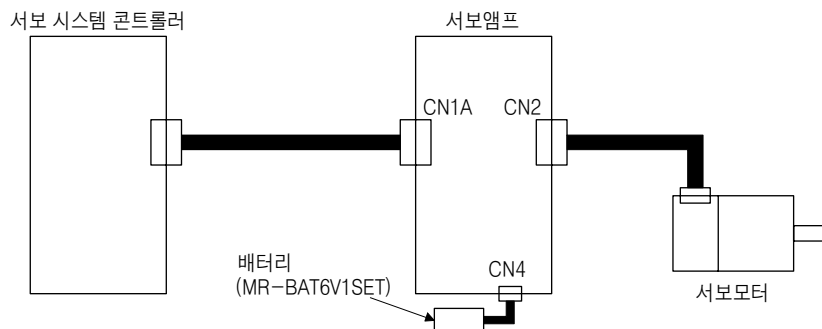 서보 시스템 콘트롤러
서보앰프
CN1A
CN2
배터리
(MR-BAT6V1SET)
CN4
서보모터